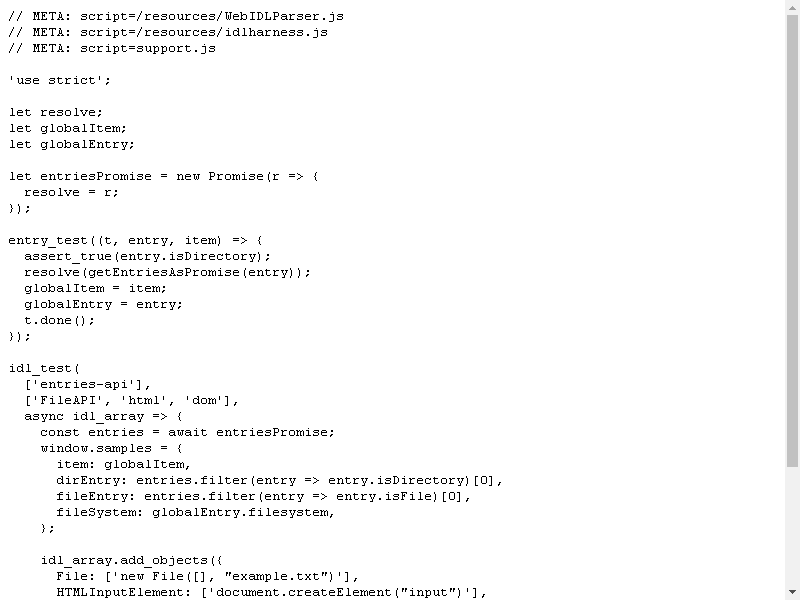 // META: script=/resources/WebIDLParser.js
// META: script=/resources/idlharness.js
// META: script=support.js

'use strict';

let resolve;
let globalItem;
let globalEntry;

let entriesPromise = new Promise(r => {
  resolve = r;
});

entry_test((t, entry, item) => {
  assert_true(entry.isDirectory);
  resolve(getEntriesAsPromise(entry));
  globalItem = item;
  globalEntry = entry;
  t.done();
});

idl_test(
  ['entries-api'],
  ['FileAPI', 'html', 'dom'],
  async idl_array => {
    const entries = await entriesPromise;
    window.samples = {
      item: globalItem,
      dirEntry: entries.filter(entry => entry.isDirectory)[0],
      fileEntry: entries.filter(entry => entry.isFile)[0],
      fileSystem: globalEntry.filesystem,
    };

    idl_array.add_objects({
      File: ['new File([], "example.txt")'],
      HTMLInputElement: ['document.createElement("input")'],